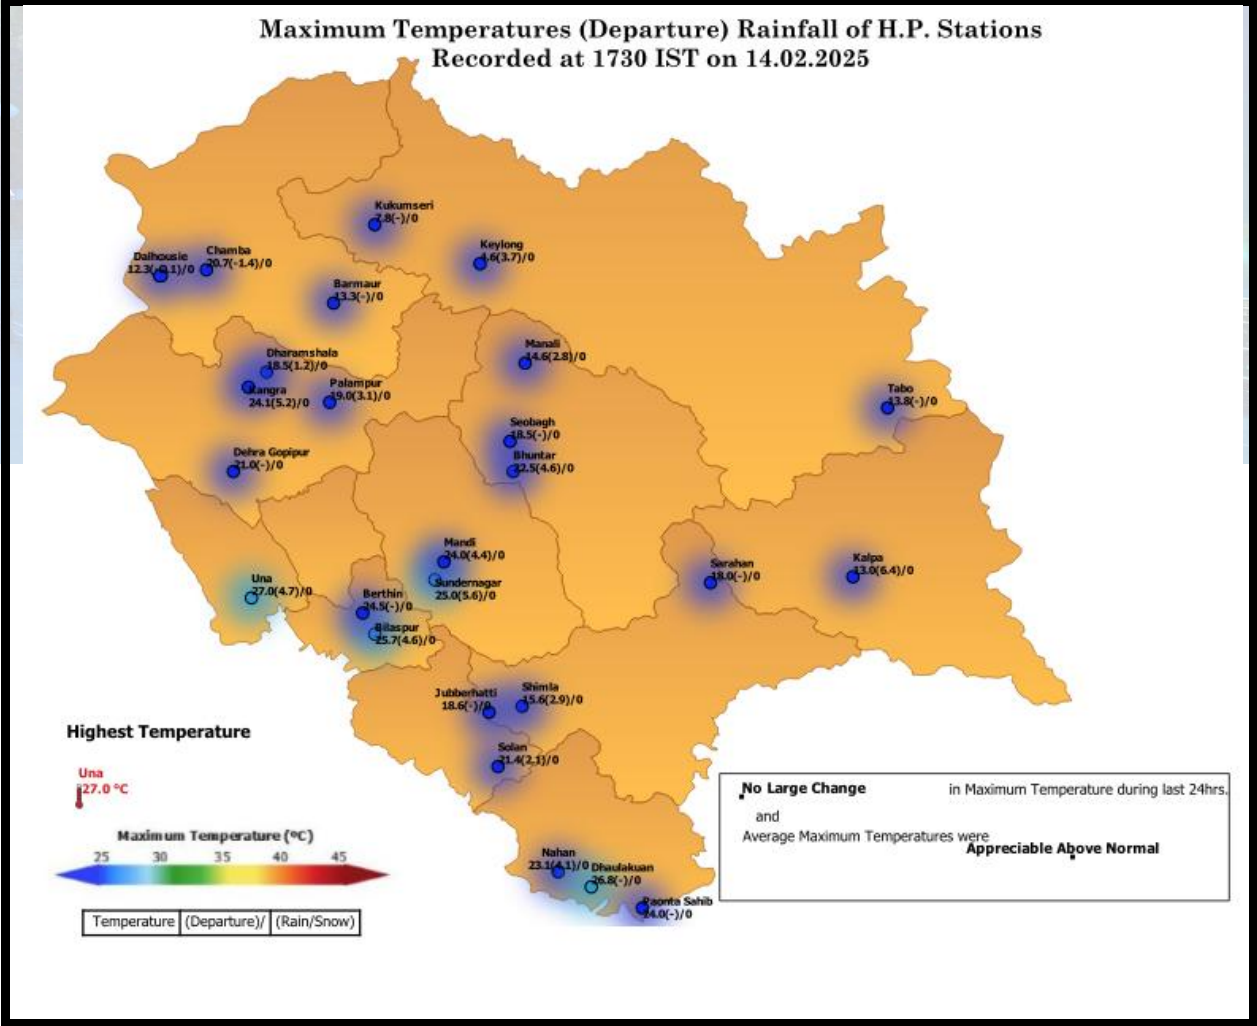 Maximum Temperatures (Departure) Rainfall of H.P. Stations
Recorded at 1730 IST on 14.02.2025
Kukumseri
7.8(-)/0
Keylong
4.6(3.7)/0
Dalhousie
12.3(-0.1)/0
Chamba
20.7(-1.4)/0
Barmaur
13.3(-)/0
Dharamshala
18.5(1.2)/0
Kangra
24.1(5.2)/0
Palampur
19.0(3.1)/0
Manali
14.6(2.8)/0
Tabo
13.8(-)/0
Seobagh
18.5(-)/0
Bhuntar
22.5(4.6)/0
Dehra Gopipur
21.0(-)/0
Mandi
24.0(4.4)/0
Sundernagar
25.0(5.6)/0
Sarahan
18.0(-)/0
Kalpa
13.0(6.4)/0
Una
27.0(4.7)/0
Berthin
24.5(-)/0
Bilaspur
25.7(4.6)/0
Jubberhatti
18.6(-)/0
Shimla
15.6(2.9)/0
Solan
21.4(2.1)/0
Nahan
23.1(4.1)/0
Dhaulakuan
26.8(-)/0
Paonta Sahib
24.0(-)/0
Highest Temperature
Una
27.0 °C
Maximum Temperature (°C)
25 30 35 40 45
Temperature (Departure)/ (Rain/Snow)
No Large Change in Maximum Temperature during last 24hrs.
and
Average Maximum Temperatures were
Appreciable Above Normal